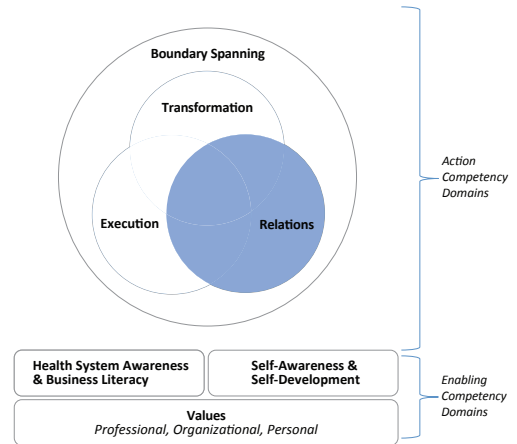 Boundary Spanning
Transformation
Execution
Relations
Action
Competency
Domains
Health System Awareness
& Business Literacy
Self-Awareness &
Self-Development
Values
Professional, Organizational, Personal
Enabling
Competency
Domains